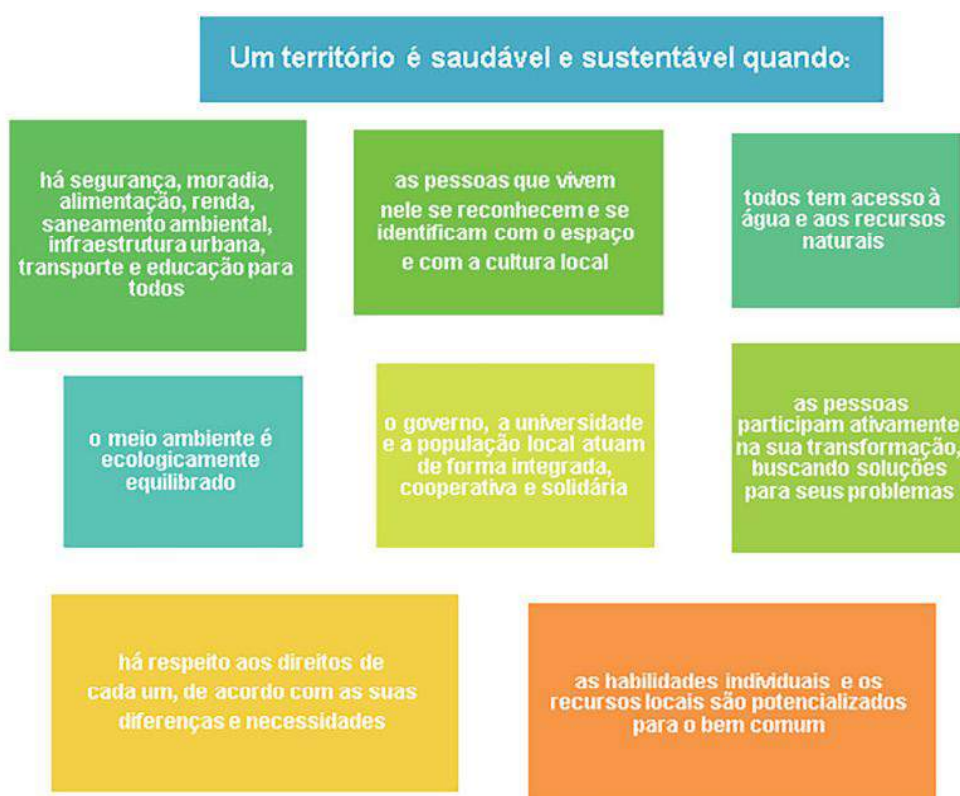 Um território é saudável e sustentável quando:
há segurança, moradia,
alimentação, renda,
saneamento ambiental,
infraestrutura urbana,
transporte e educação para
todos
as pessoas que vivem
nele se reconhecem e se
identificam com o espaço
e com a cultura local
todos tem acesso à
água e aos recursos
naturais
o meio ambiente é
ecologicamente
equilibrado
o governo, a universidade
e a população local atuam
de forma integrada,
cooperativa e solidária
as pessoas
participam ativamente
na sua transformação,
buscando soluções
para seus problemas
há respeito aos direitos de
cada um, de acordo com as suas
diferenças e necessidades
as habilidades individuais e os
recursos locais são potencializados
para o bem comum